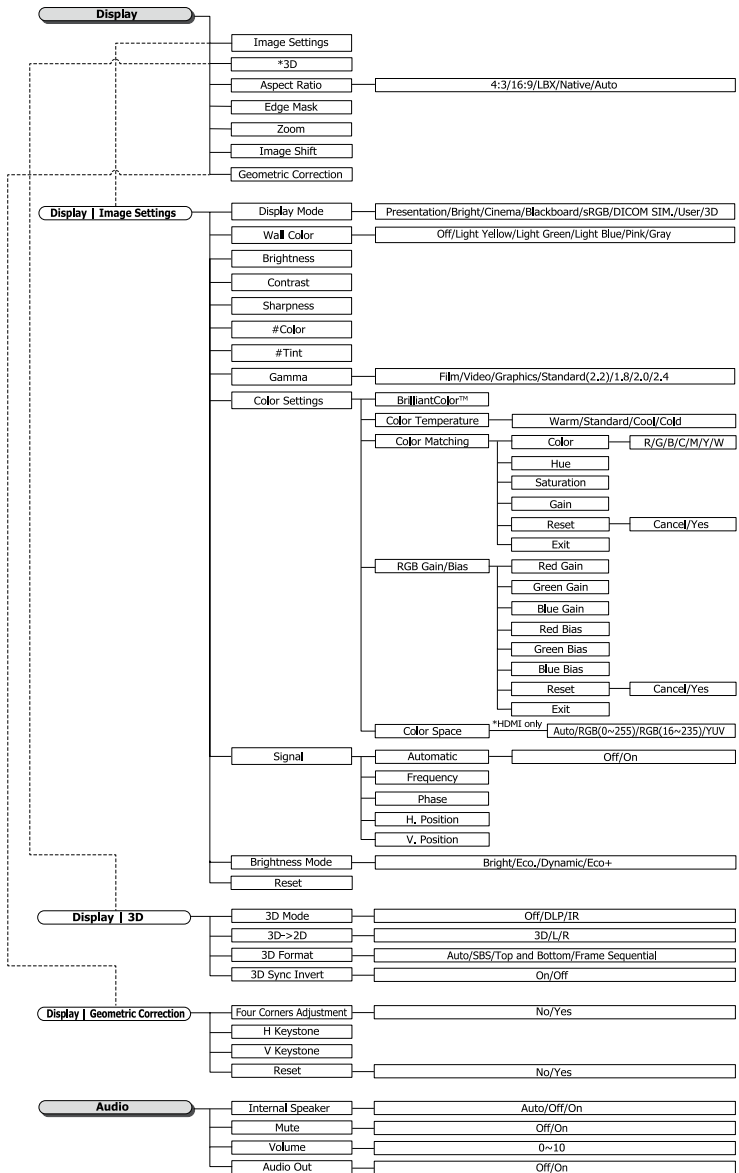 Display
Image Settings
*3D
Aspect Ratio 4:3/16:9/LBX/Native/Auto
Edge Mask
Zoom
Image Shift
Geometric Correction
Display | Image Settings Display Mode Presentation/Bright/Cinema/Blackboard/sRGB/DICOM SIM./User/3D
Wall Color Off/Light Yellow/Light Green/Light Blue/Pink/Gray
Brightness
Contrast
Sharpness
#Color
#Tint
Gamma Film/Video/Graphics/Standard(2.2)/1.8/2.0/2.4
Color Settings BrilliantColor™
Color Temperature Warm/Standard/Cool/Cold
Color Matching Color R/G/B/C/M/Y/W
Hue
Saturation
Gain
Reset Cancel/Yes
Exit
RGB Gain/Bias Red Gain
Green Gain
Blue Gain
Red Bias
Green Bias
Blue Bias
Reset Cancel/Yes
Exit
Color Space *HDMI only Auto/RGB(0~255)/RGB(16~235)/YUV
Signal Automatic Off/On
Frequency
Phase
H. Position
V. Position
Brightness Mode Bright/Eco./Dynamic/Eco+
Reset
Display | 3D 3D Mode Off/DLP/IR
3D->2D 3D/L/R
3D Format Auto/SBS/Top and Bottom/Frame Sequential
3D Sync Invert On/Off
Display | Geometric Correction Four Corners Adjustment No/Yes
H Keystone
V Keystone
Reset No/Yes
Audio Internal Speaker Auto/Off/On
Mute Off/On
Volume 0~10
Audio Out Off/On